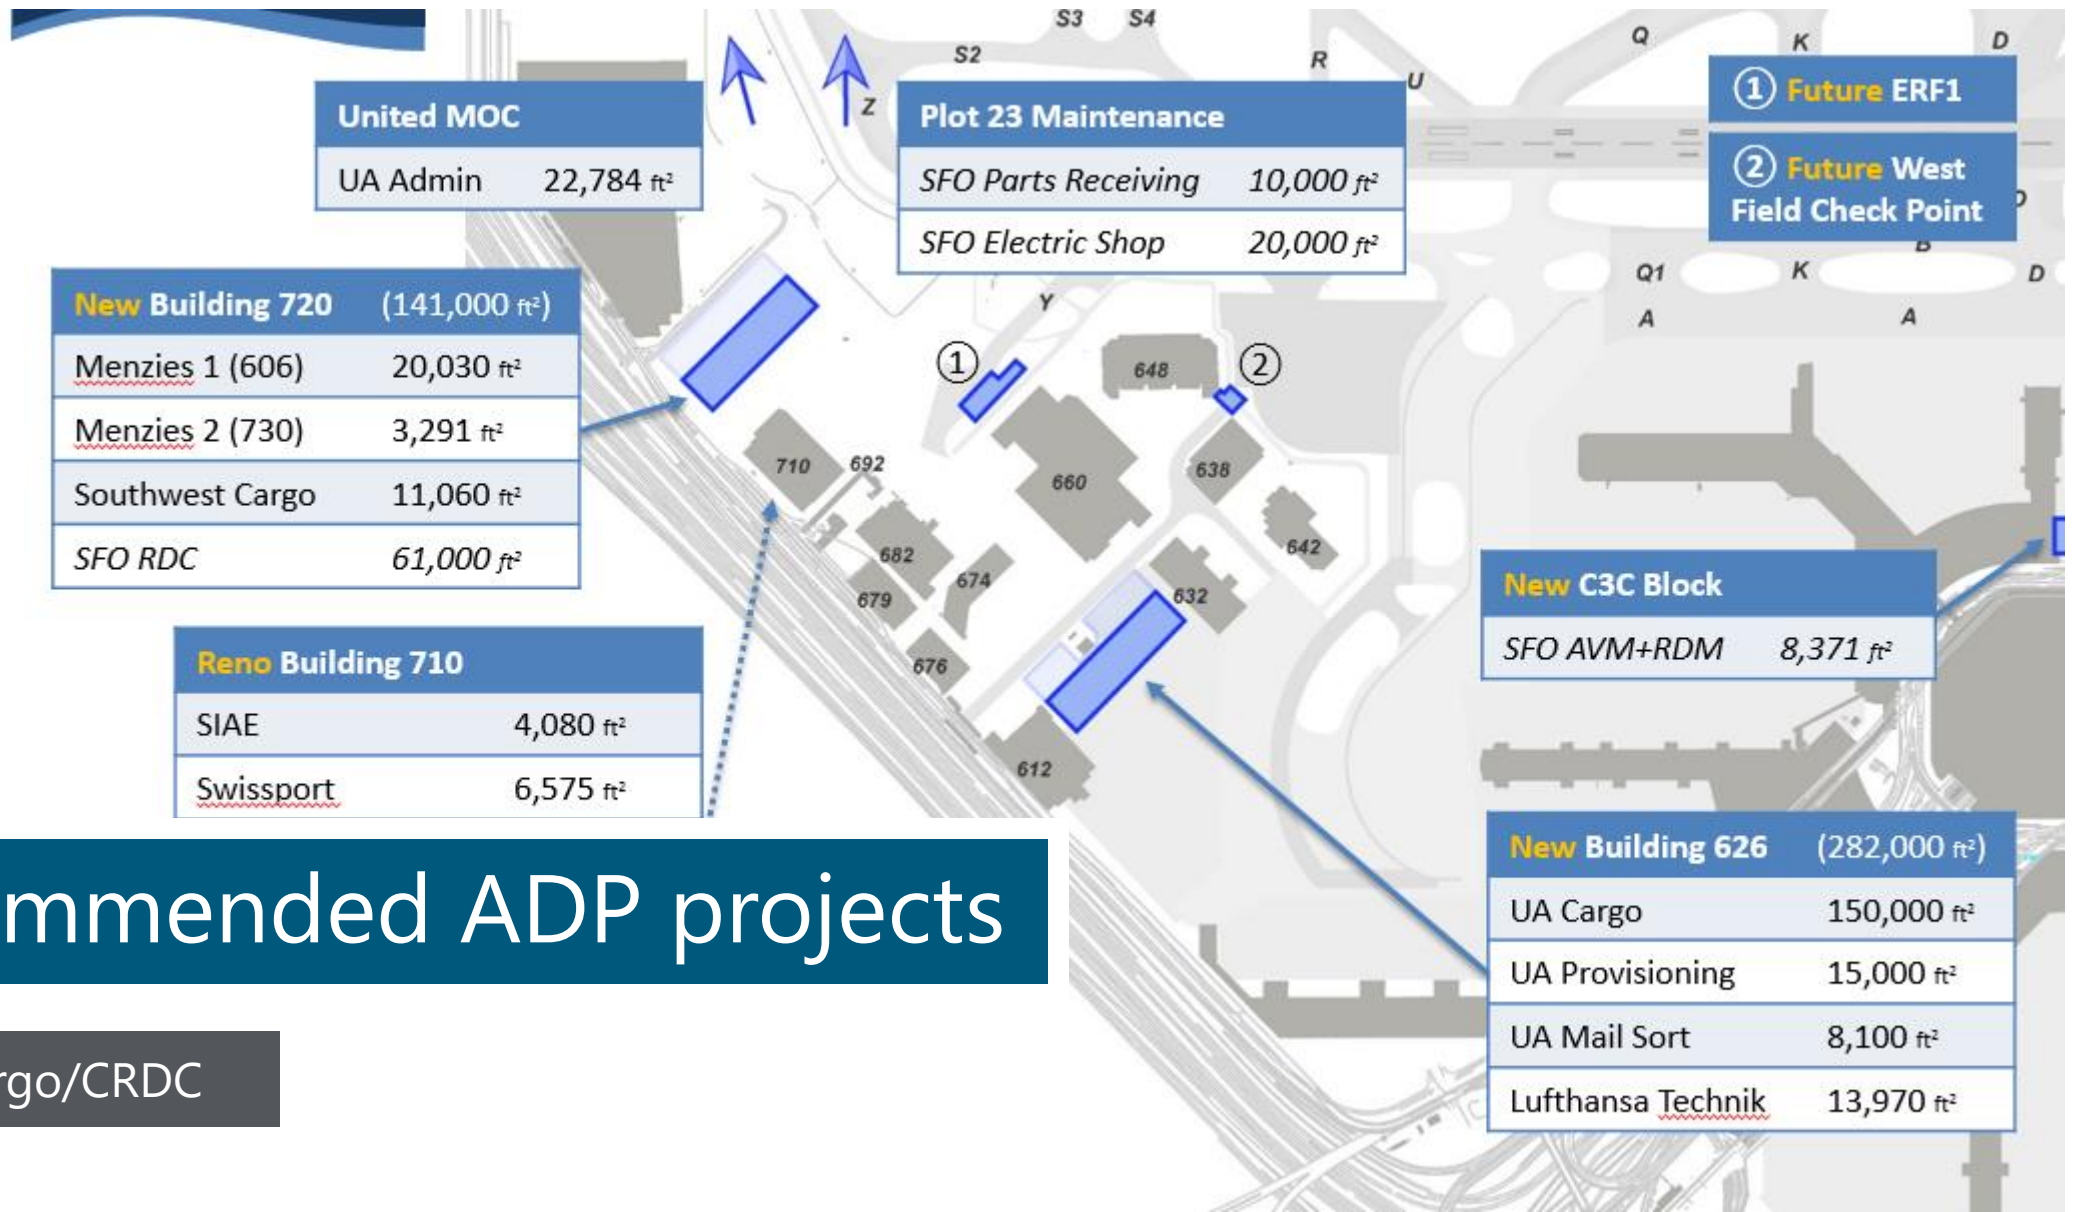 S3 S4
S2
Q K D
R
U
Z
United MOC
UA Admin 22,784 ft²
Plot 23 Maintenance
SFO Parts Receiving 10,000 ft²
SFO Electric Shop 20,000 ft²
① Future ERF1
② Future West
Field Check Point
B
Q1 K D
A A
Y
New Building 720 (141,000 ft²)
Menzies 1 (606) 20,030 ft²
Menzies 2 (730) 3,291 ft²
Southwest Cargo 11,060 ft²
SFO RDC 61,000 ft²
① ②
648
710 692
660
638
642
682
674
679
632
676
612
New C3C Block
SFO AVM+RDM 8,371 ft²
Reno Building 710
SIAE 4,080 ft²
Swissport 6,575 ft²
New Building 626 (282,000 ft²)
UA Cargo 150,000 ft²
UA Provisioning 15,000 ft²
UA Mail Sort 8,100 ft²
Lufthansa Technik 13,970 ft²
mmended ADP projects
rgo/CRDC